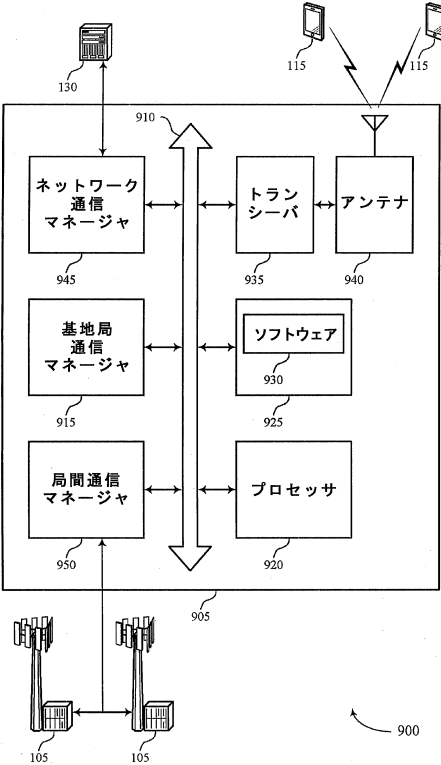 130
115
115
910
ネットワーク
通信
マネージャ
945
トラン
シーバ
935
アンテナ
940
基地局
通信
マネージャ
915
ソフトウェア
930
925
局間通信
マネージャ
950
プロセッサ
920
905
105
105
900